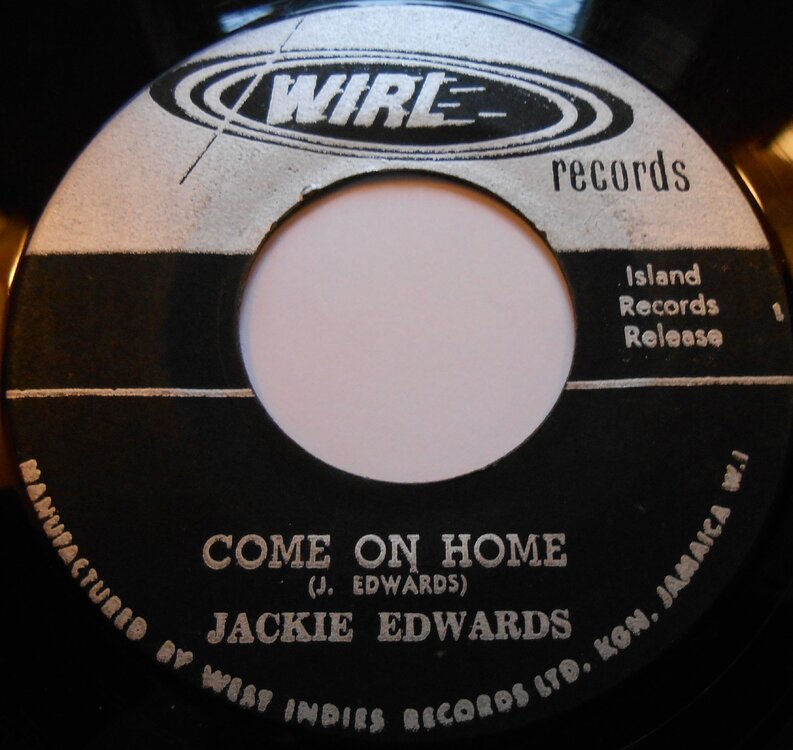 WIRL
records
Island
Records
Release
COME ON HOME
(J. EDWARDS)
JACKIE EDWARDS
MANUFACTURED BY WEST INDIES RECORDS LTD. KGN. JAMAICA W.I